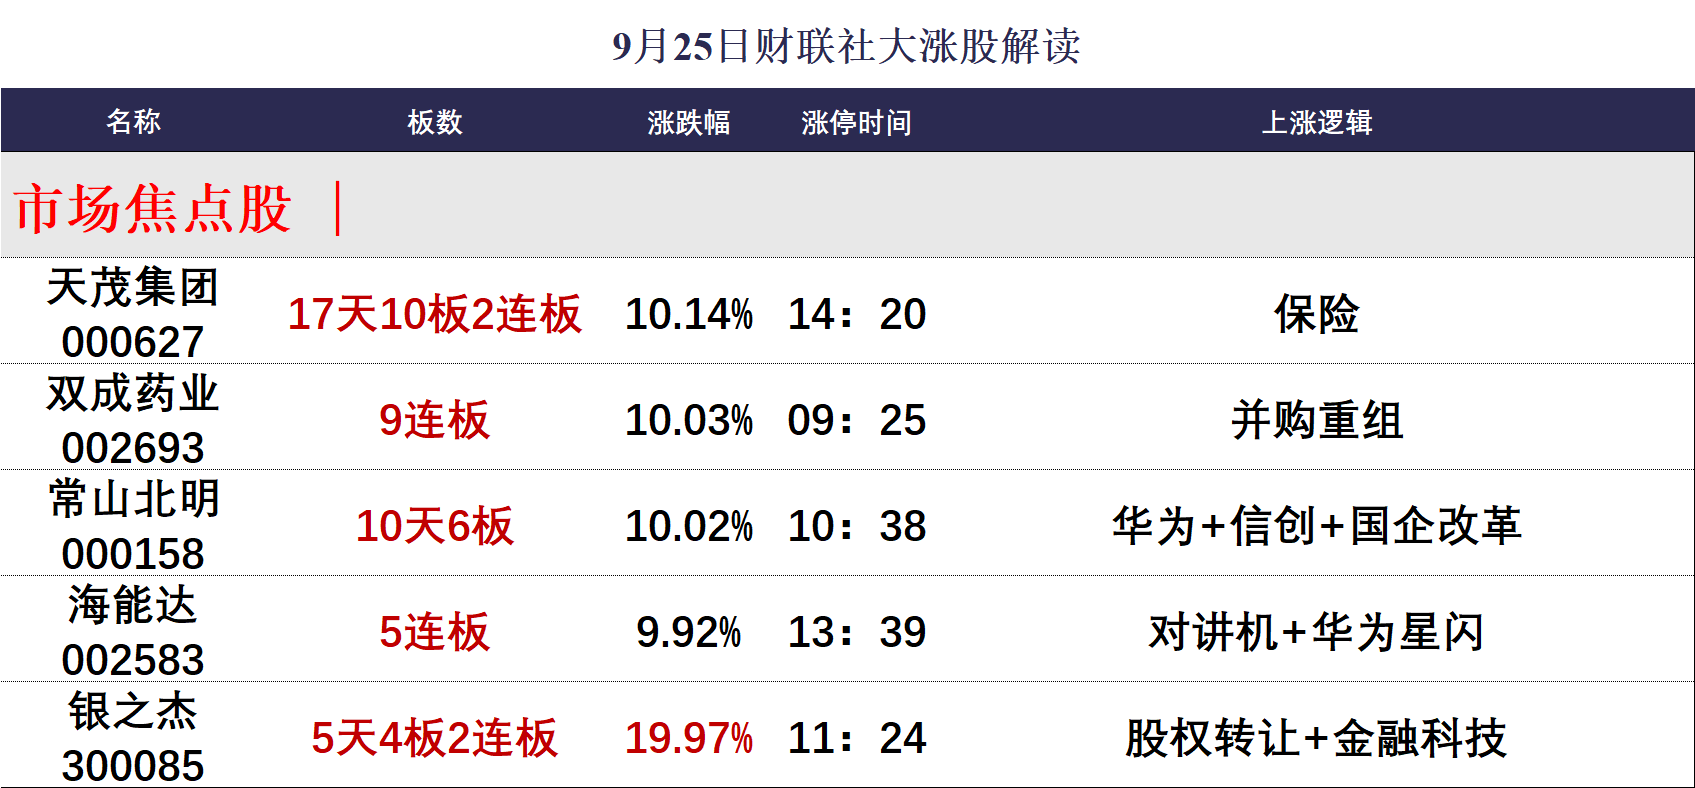 9月25日财联社大涨股解读
名称 板数 涨跌幅 涨停时间 上涨逻辑
市场焦点股 |
天茂集团
000627 17天10板2连板 10.14% 14：20 保险
双成药业
002693 9连板 10.03% 09：25 并购重组
常山北明
000158 10天6板 10.02% 10：38 华为+信创+国企改革
海能达
002583 5连板 9.92% 13：39 对讲机+华为星闪
银之杰
300085 5天4板2连板 19.97% 11：24 股权转让+金融科技